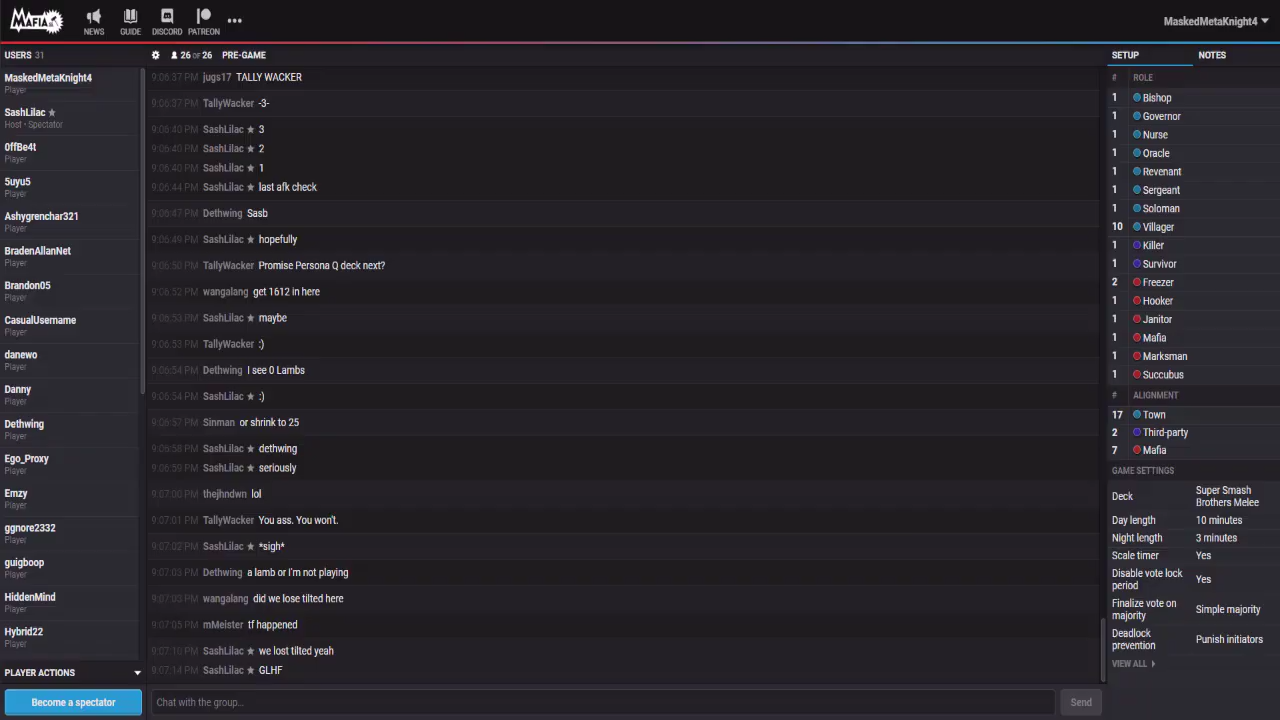 MAFIA
NEWS
GUIDE
DISCORD
PATREON
MaskedMetaKnight4
USERS 31
26 OF 26 PRE-GAME
SETUP
NOTES
MaskedMetaKnight4
Player
SashLilac ★
Host • Spectator
0ffBe4t
Player
5uyu5
Player
Ashygrenchar321
Player
BradenAllanNet
Player
Brandon05
Player
CasualUsername
Player
danewo
Player
Danny
Player
Dethwing
Player
Ego_Proxy
Player
Emzy
Player
ggnore2332
Player
guigboop
Player
HiddenMind
Player
Hybrid22
Player
PLAYER ACTIONS
Become a spectator
9:06:37 PM jugs17 TALLY WACKER
9:06:37 PM TallyWacker -3-
9:06:40 PM SashLilac ★ 3
9:06:40 PM SashLilac ★ 2
9:06:40 PM SashLilac ★ 1
9:06:44 PM SashLilac ★ last afk check
9:06:47 PM Dethwing Sasb
9:06:49 PM SashLilac ★ hopefully
9:06:50 PM TallyWacker Promise Persona Q deck next?
9:06:52 PM wangalang get 1612 in here
9:06:53 PM SashLilac ★ maybe
9:06:53 PM TallyWacker :)
9:06:54 PM Dethwing I see 0 Lambs
9:06:54 PM SashLilac ★ :)
9:06:57 PM Sinman or shrink to 25
9:06:58 PM SashLilac ★ dethwing
9:06:59 PM SashLilac ★ seriously
9:07:00 PM thejhndwn lol
9:07:01 PM TallyWacker You ass. You won't.
9:07:02 PM SashLilac ★ *sigh*
9:07:03 PM Dethwing a lamb or I'm not playing
9:07:03 PM wangalang did we lose tilted here
9:07:05 PM mMeister tf happened
9:07:10 PM SashLilac ★ we lost tilted yeah
9:07:14 PM SashLilac ★ GLHF
Chat with the group...
Send
# ROLE
1 Bishop
1 Governor
1 Nurse
1 Oracle
1 Revenant
1 Sergeant
1 Soloman
10 Villager
1 Killer
1 Survivor
2 Freezer
1 Hooker
1 Janitor
1 Mafia
1 Marksman
1 Succubus
# ALIGNMENT
17 Town
2 Third-party
7 Mafia
GAME SETTINGS
Deck Super Smash
Brothers Melee
Day length 10 minutes
Night length 3 minutes
Scale timer Yes
Disable vote lock
period Yes
Finalize vote on
majority Simple majority
Deadlock
prevention Punish initiators
VIEW ALL